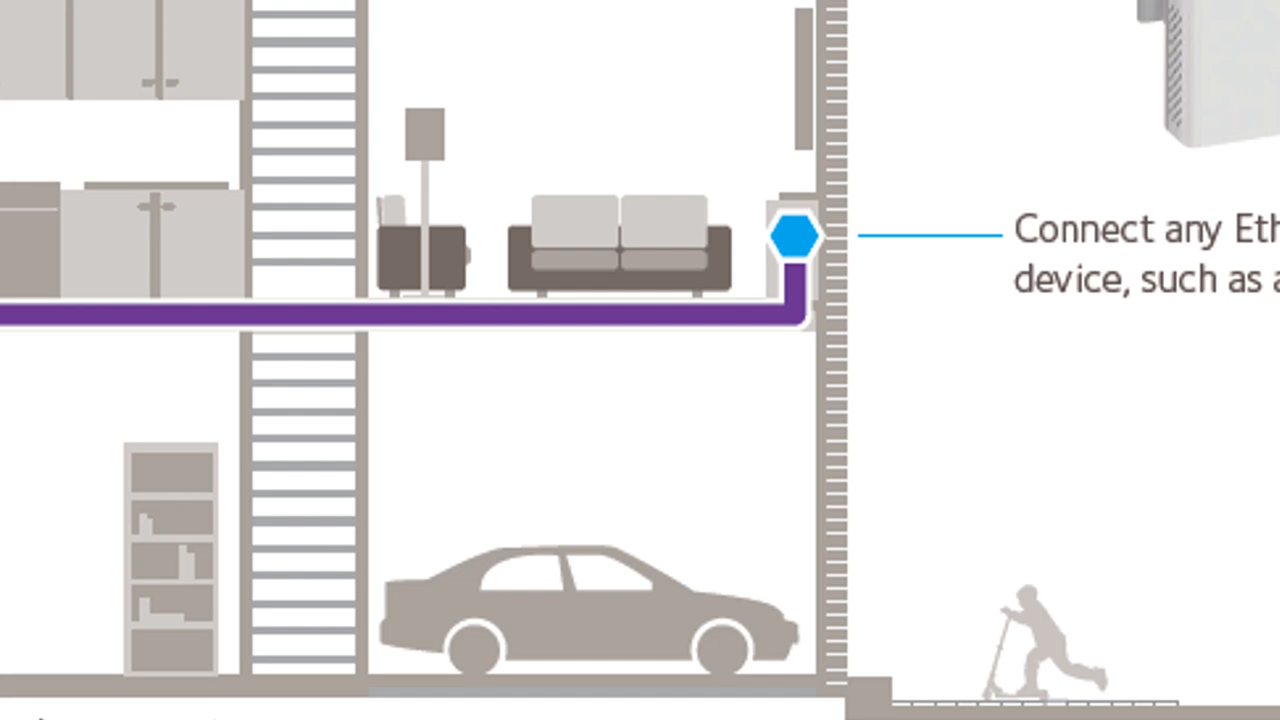 Connect any
device, such as